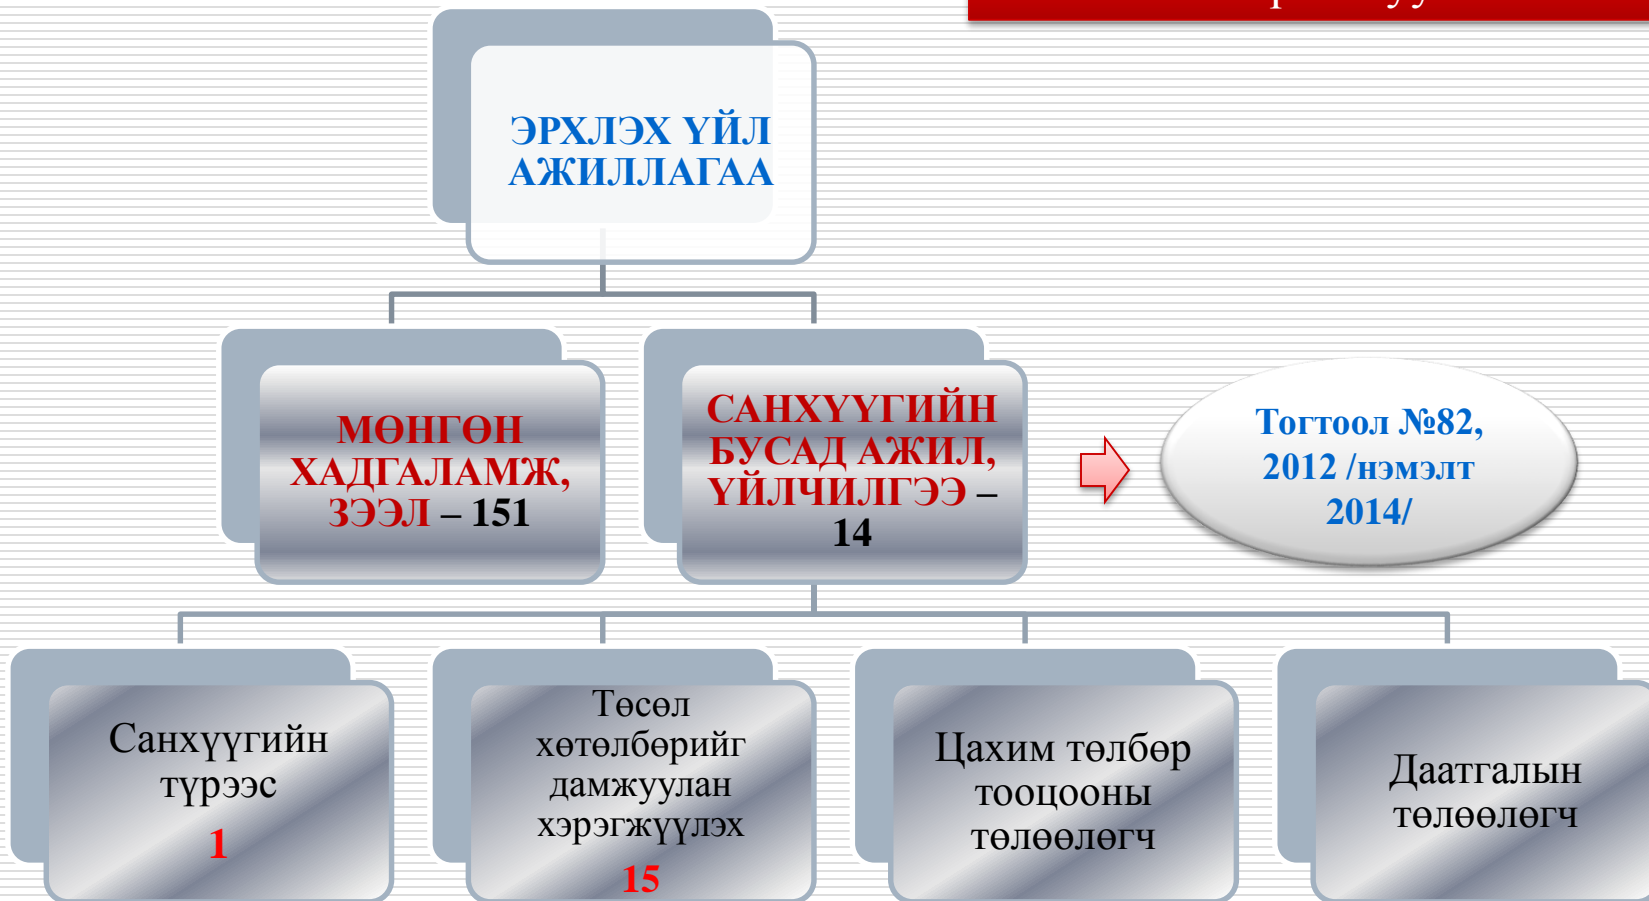 ЭРХЛЭХ ҮЙЛ
АЖИЛЛАГАА
МӨНГӨН
ХАДГАЛАМЖ,
ЗЭЭЛ – 151
САНХҮҮГИЙН
БУСАД АЖИЛ,
ҮЙЛЧИЛГЭЭ –
14
Тогтоол №82,
2012 /нэмэлт
2014/
Санхүүгийн
түрээс
1
Төсөл
хөтөлбөрийг
дамжуулан
хэрэгжүүлэх
15
Цахим төлбөр
тооцооны
төлөөлөгч
Даатгалын
төлөөлөгч